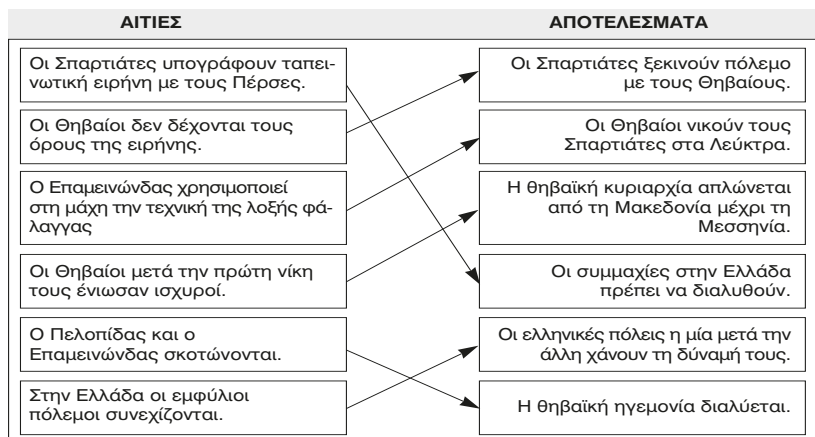 ΑΙΤΙΕΣ
ΑΠΟΤΕΛΕΣΜΑΤΑ
Οι Σπαρτιάτες υπογράφουν ταπει-
νωτική ειρήνη με τους Πέρσες.
Οι Σπαρτιάτες ξεκινούν πόλεμο
με τους Θηβαίους.
Οι Θηβαίοι δεν δέχονται τους
όρους της ειρήνης.
Οι Θηβαίοι νικούν τους
Σπαρτιάτες στα Λεύκτρα.
Ο Επαμεινώνδας χρησιμοποιεί
στη μάχη την τεχνική της λοξής φά-
λαγγας
Η θηβαϊκή κυριαρχία απλώνεται
από τη Μακεδονία μέχρι τη
Μεσσηνία.
Οι Θηβαίοι μετά την πρώτη νίκη
τους ένιωσαν ισχυροί.
Οι συμμαχίες στην Ελλάδα
πρέπει να διαλυθούν.
Ο Πελοπίδας και ο
Επαμεινώνδας σκοτώνονται.
Οι ελληνικές πόλεις η μία μετά την
άλλη χάνουν τη δύναμή τους.
Στην Ελλάδα οι εμφύλιοι
πόλεμοι συνεχίζονται.
Η θηβαϊκή ηγεμονία διαλύεται.